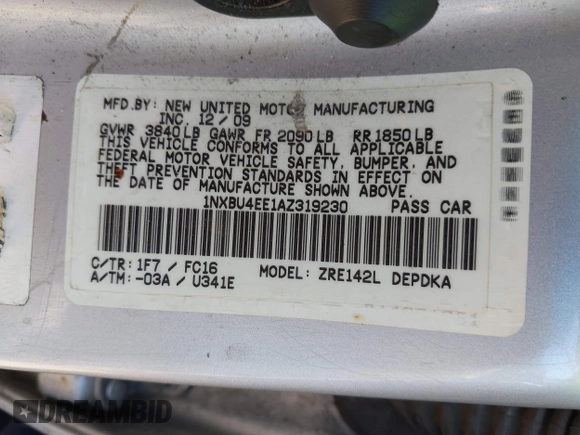 MFD.BY: NEW UNITED MOTOR MANUFACTURING
INC. 12/09
GVWR 3840LB GAWR FR 2090LB RR1850LB
THIS VEHICLE CONFORMS TO ALL APPLICABLE
FEDERAL MOTOR VEHICLE SAFETY, BUMPER, AND
THEFT PREVENTION STANDARDS IN EFFECT ON
THE DATE OF MANUFACTURE SHOWN ABOVE.
1NXBU4EE1AZ319230 PASS CAR
C/TR: 1F7 / FC16 MODEL: ZRE142L DEPDKA
A/TM: -03A / U341E
DREAMBID